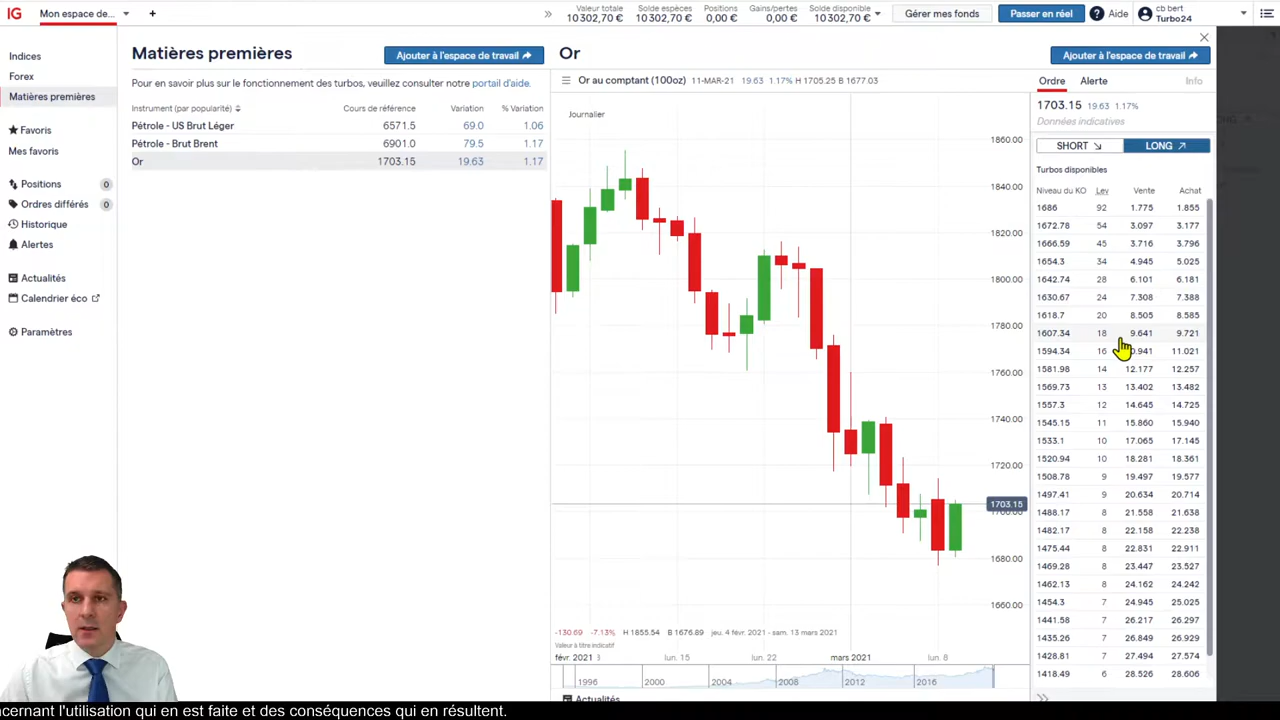 IG
Mon espace de...
+
»
Valeur totale
10 302,70 €
Solde espèces
10 302,70 €
Positions
0,00 €
Gains/pertes
0,00 €
Solde disponible
10 302,70 €
Gérer mes fonds
Passer en réel
Aide
cb bert
Turbo24
Indices
Forex
Matières premières
Favoris
Mes favoris
Positions 0
Ordres différés 0
Historique
Alertes
Actualités
Calendrier éco
Paramètres
Matières premières
Ajouter à l'espace de travail
Pour en savoir plus sur le fonctionnement des turbos, veuillez consulter notre portail d'aide.
Instrument (par popularité) Cours de référence Variation % Variation
Pétrole - US Brut Léger 6571.5 69.0 1.06
Pétrole - Brut Brent 6901.0 79.5 1.17
Or 1703.15 19.63 1.17
Or
Ajouter à l'espace de travail
Or au comptant (100oz) 11-MAR-21 19.63 1.17% H 1705.25 B 1677.03
Journalier
1860.00
1840.00
1820.00
1800.00
1780.00
1760.00
1740.00
1720.00
1703.15
1700.00
1680.00
1660.00
-130.69 -7.13% H 1855.54 B 1676.89 jeu. 4 févr. 2021 - sam. 13 mars 2021
Valeur à titre indicatif
févr. 2021 lun. 15 lun. 22 mars 2021 lun. 8
1996 2000 2004 2008 2012 2016
Actualités
Ordre Alerte Info
1703.15 19.63 1.17%
Données indicatives
SHORT LONG
Turbos disponibles
Niveau du KO Lev Vente Achat
1686 92 1.775 1.855
1672.78 54 3.097 3.177
1666.59 45 3.716 3.796
1654.3 34 4.945 5.025
1642.74 28 6.101 6.181
1630.67 24 7.308 7.388
1618.7 20 8.505 8.585
1607.34 18 9.641 9.721
1594.34 16 0.941 11.021
1581.98 14 12.177 12.257
1569.73 13 13.402 13.482
1557.3 12 14.645 14.725
1545.15 11 15.860 15.940
1533.1 10 17.065 17.145
1520.94 10 18.281 18.361
1508.78 9 19.497 19.577
1497.41 9 20.634 20.714
1488.17 8 21.558 21.638
1482.17 8 22.158 22.238
1475.44 8 22.831 22.911
1469.28 8 23.447 23.527
1462.13 8 24.162 24.242
1454.3 7 24.945 25.025
1441.58 7 26.217 26.297
1435.26 7 26.849 26.929
1428.81 7 27.494 27.574
1418.49 6 28.526 28.606
cernant l'utilisation qui en est faite et des conséquences qui en résultent.